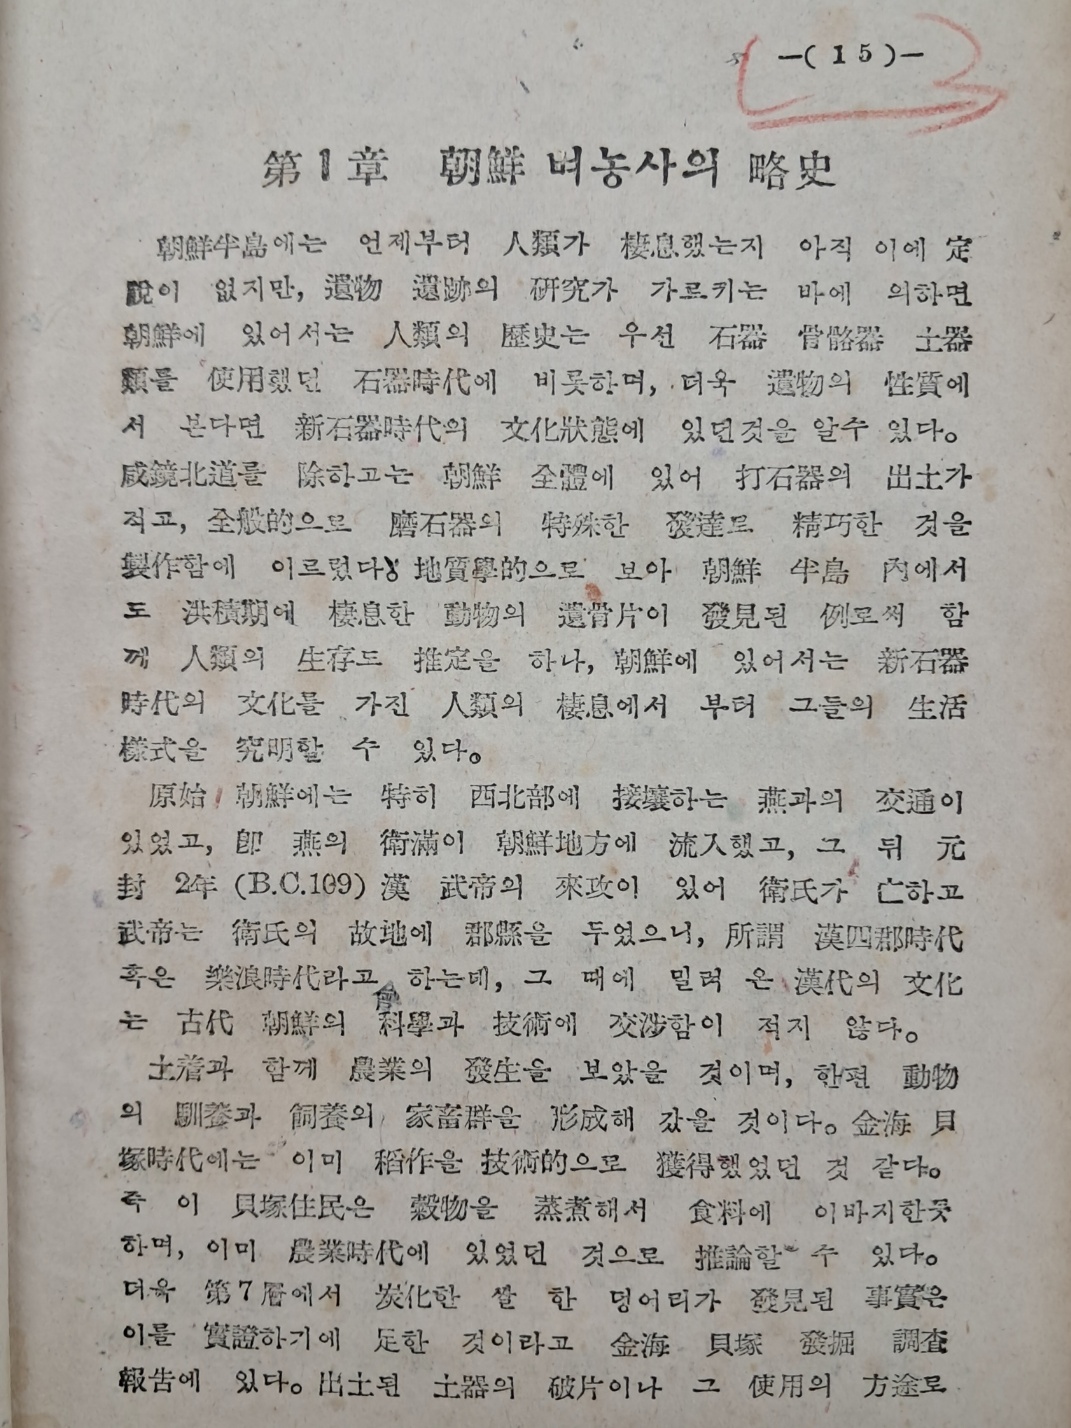 —( 1 5 )—
第1章 朝鮮 벼농사의 略史
朝鮮半島에는 언제부터 人類가 棲息했는지 아직 이에 定
說이 없지만, 遺物 遺跡의 硏究가 가르키는 바에 의하면
朝鮮에 있어서는 人類의 歷史는 우선 石器 骨骼器 土器
類를 使用했던 石器時代에 비롯하며, 더욱 遺物의 性質에
서 본다면 新石器時代의 文化狀態에 있던것을 알수 있다。
咸鏡北道를 除하고는 朝鮮 全體에 있어 打石器의 出土가
적고, 全般的으로 磨石器의 特殊한 發達로 精巧한 것을
製作함에 이르렀다。 地質學的으로 보아 朝鮮 半島 內에서
도 洪積期에 棲息한 動物의 遺骨片이 發見된 例로써 함
께 人類의 生存도 推定을 하나, 朝鮮에 있어서는 新石器
時代의 文化를 가진 人類의 棲息에서 부터 그들의 生活
樣式을 究明할 수 있다。
原始 朝鮮에는 特히 西北部에 接壤하는 燕과의 交通이
있었고, 卽 燕의 衛滿이 朝鮮地方에 流入했고, 그 뒤 元
封 2年 (B.C.109) 漢 武帝의 來攻이 있어 衛氏가 亡하고
武帝는 衛氏의 故地에 郡縣을 두었으니, 所謂 漢四郡時代
혹은 樂浪時代라고 하는데, 그 때에 밀려 온 漢代의 文化
는 古代 朝鮮의 科學과 技術에 交涉함이 적지 않다。
土着과 함께 農業의 發生을 보았을 것이며, 한편 動物
의 馴養과 飼養의 家畜群을 形成해 갔을 것이다。 金海 貝
塚時代에는 이미 稻作을 技術的으로 獲得했었던 것 같다。
즉 이 貝塚住民은 穀物을 蒸煮해서 食料에 이바지한듯
하며, 이미 農業時代에 있었던 것으로 推論할 수 있다。
더욱 第7層에서 炭化한 쌀 한 덩어리가 發見된 事實은
이를 實證하기에 足한 것이라고 金海 貝塚 發掘 調査
報告에 있다。 出土된 土器의 破片이나 그 使用의 方途로